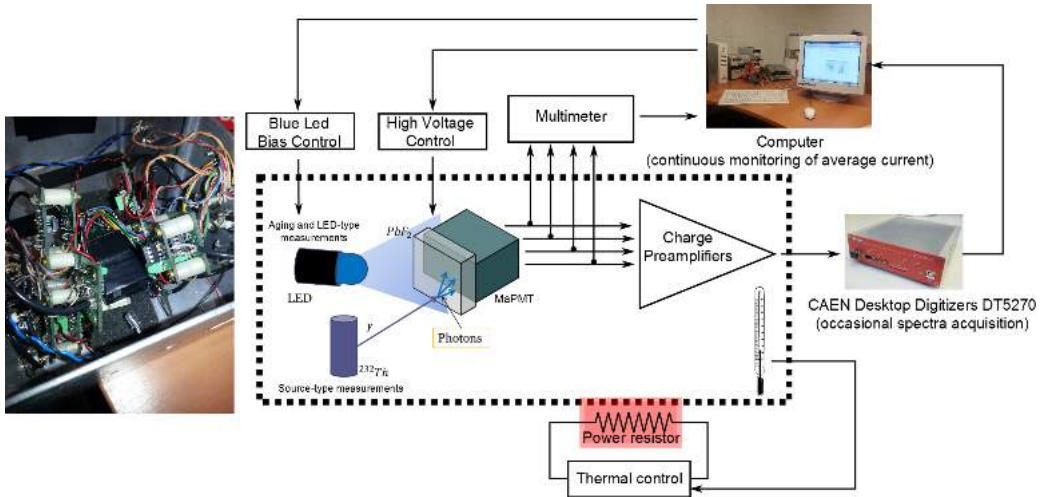 Blue Led
Bias Control
High Voltage
Control
Multimeter
Computer
(continuous monitoring of average current)
Aging and LED-type
measurements
PbF₂
LED
MaPMT
Charge
Preamplifiers
CAEN Desktop Digitizers DT5270
(occasional spectra acquisition)
γ
Photons
²³²Th
Source-type measurements
Power resistor
Thermal control